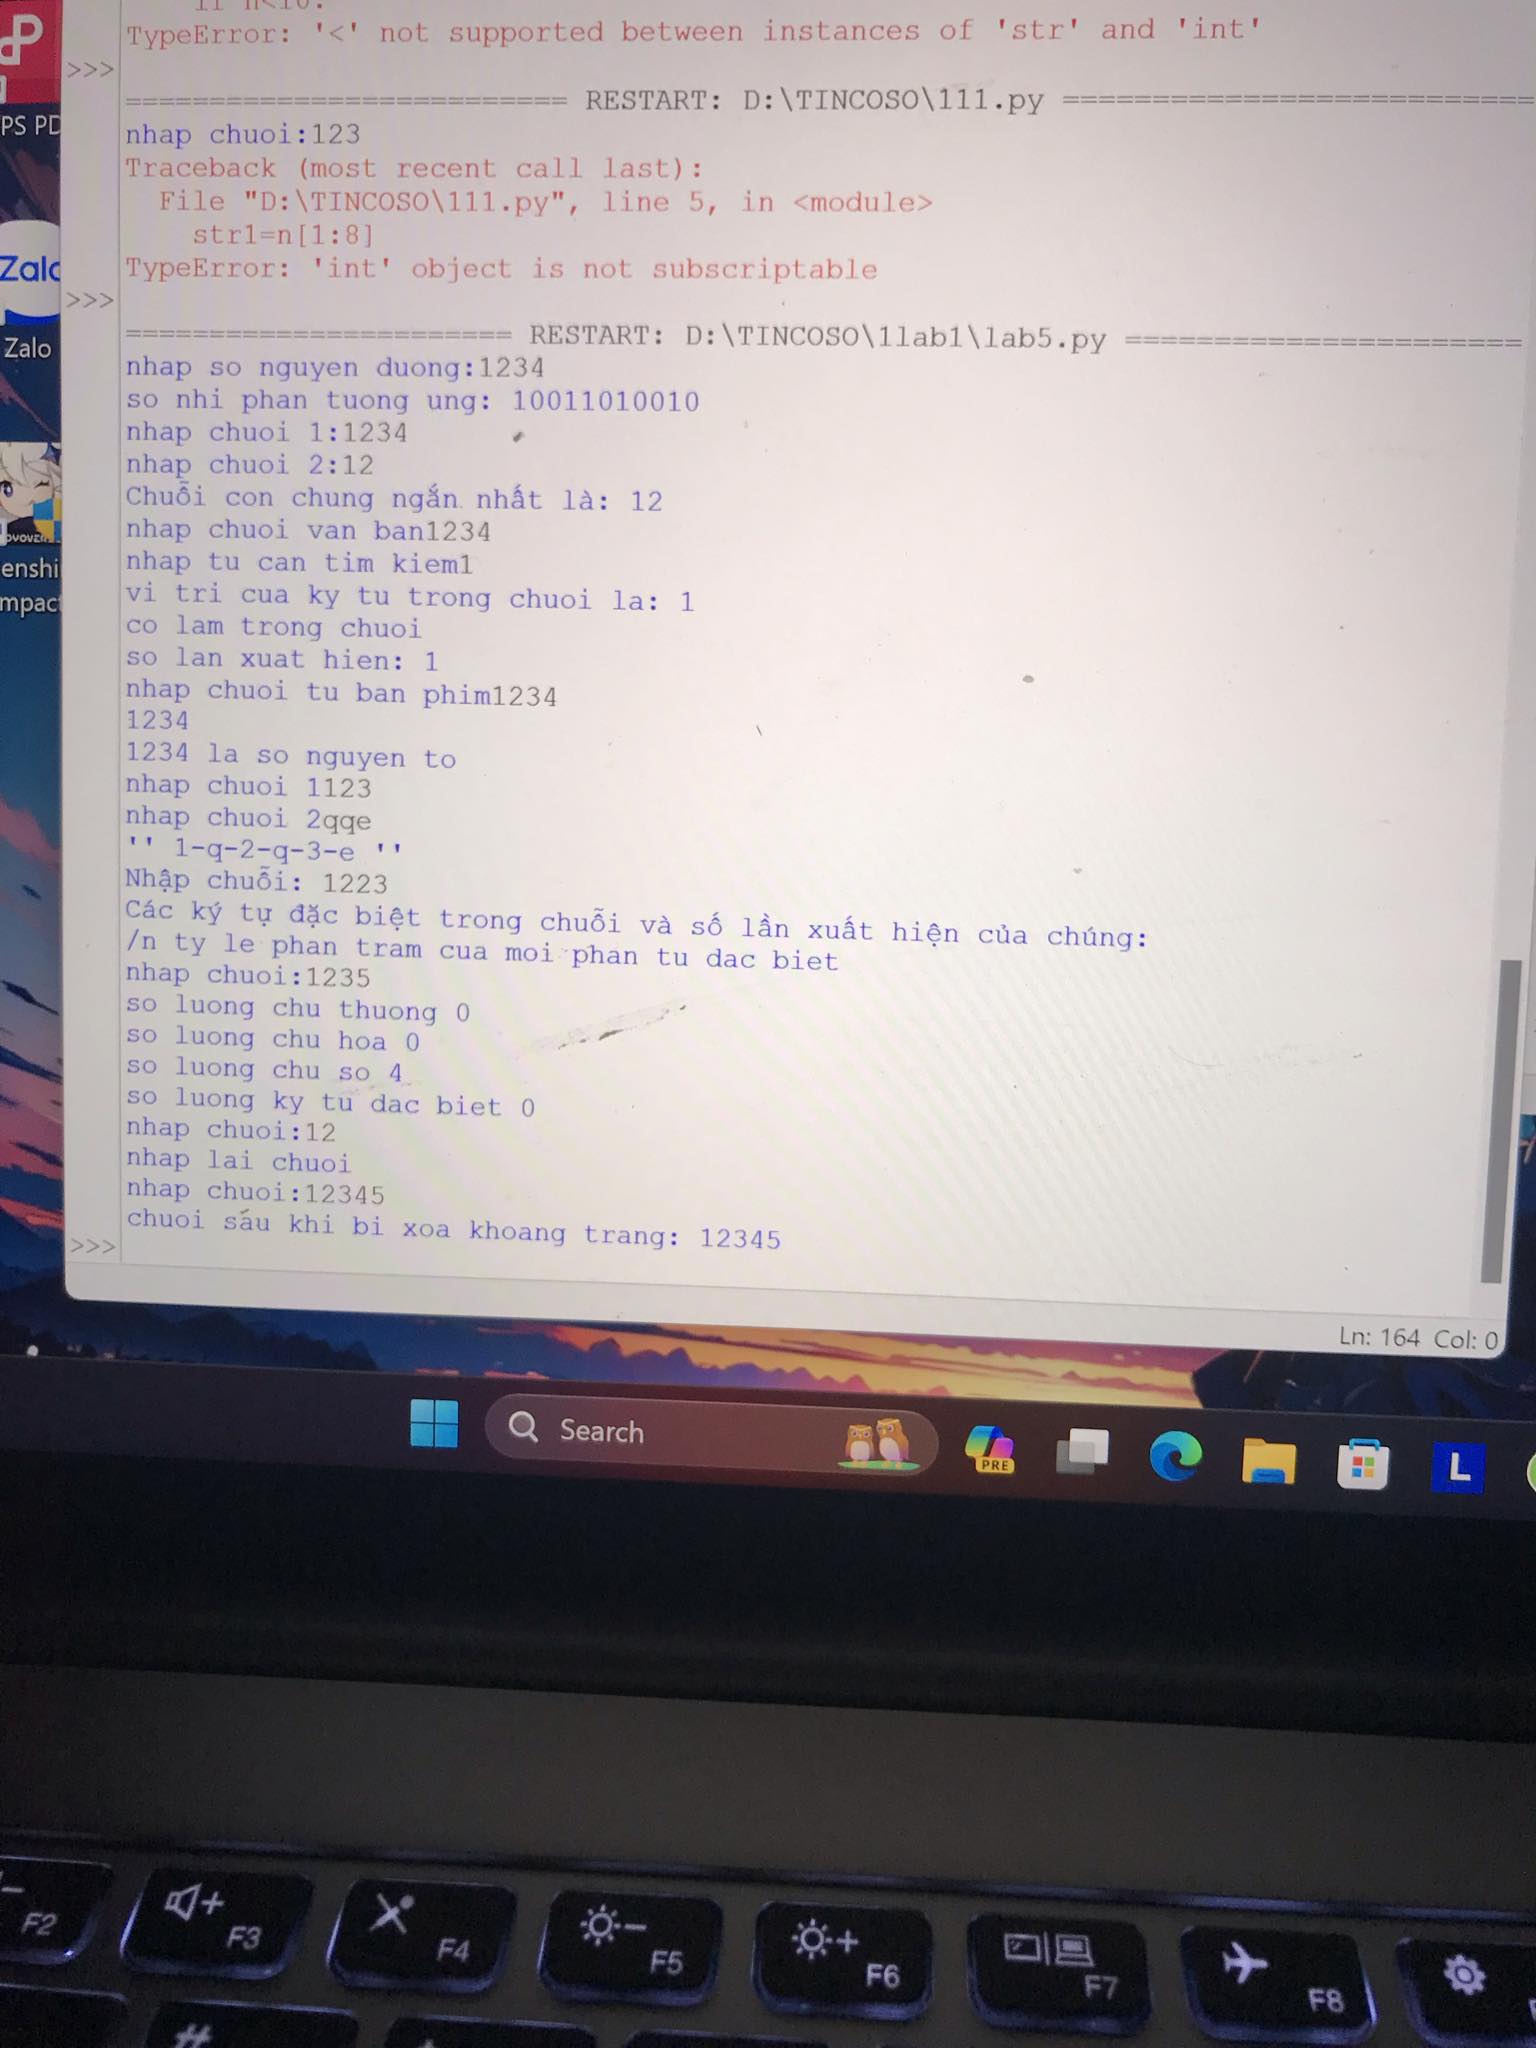 TypeError: '<' not supported between instances of 'str' and 'int'
>>>
=========================== RESTART: D:\TINCOSO\111.py ===========================
nhap chuoi:123
Traceback (most recent call last):
  File "D:\TINCOSO\111.py", line 5, in <module>
    str1=n[1:8]
TypeError: 'int' object is not subscriptable
>>>
======================== RESTART: D:\TINCOSO\1lab1\lab5.py ========================
nhap so nguyen duong:1234
so nhi phan tuong ung: 10011010010
nhap chuoi 1:1234
nhap chuoi 2:12
Chuỗi con chung ngắn nhất là: 12
nhap chuoi van ban1234
nhap tu can tim kiem1
vi tri cua ky tu trong chuoi la: 1
co lam trong chuoi
so lan xuat hien: 1
nhap chuoi tu ban phim1234
1234
1234 la so nguyen to
nhap chuoi 1123
nhap chuoi 2qqe
'' 1-q-2-q-3-e ''
Nhập chuỗi: 1223
Các ký tự đặc biệt trong chuỗi và số lần xuất hiện của chúng:
/n ty le phan tram cua moi phan tu dac biet
nhap chuoi:1235
so luong chu thuong 0
so luong chu hoa 0
so luong chu so 4
so luong ky tu dac biet 0
nhap chuoi:12
nhap lai chuoi
nhap chuoi:12345
chuoi sau khi bi xoa khoang trang: 12345
>>>
Ln: 164 Col: 0
PS PD
Zalo
Zalo
enshi
mpact
Search
PRE
L
F2
F3
F4
F5
F6
F7
F8
#